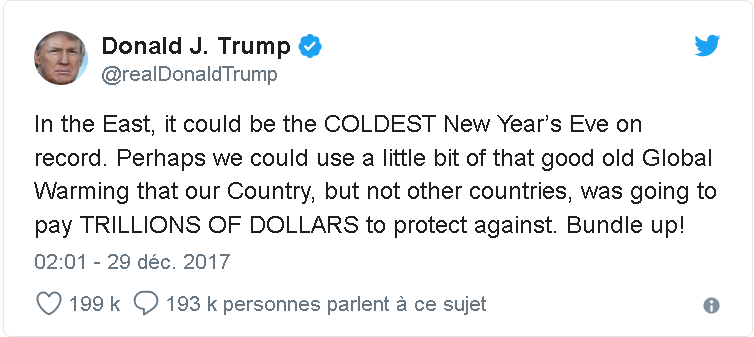 Donald J. Trump
@realDonaldTrump
In the East, it could be the COLDEST New Year’s Eve on
record. Perhaps we could use a little bit of that good old Global
Warming that our Country, but not other countries, was going to
pay TRILLIONS OF DOLLARS to protect against. Bundle up!
02:01 - 29 déc. 2017
199 k 193 k personnes parlent à ce sujet